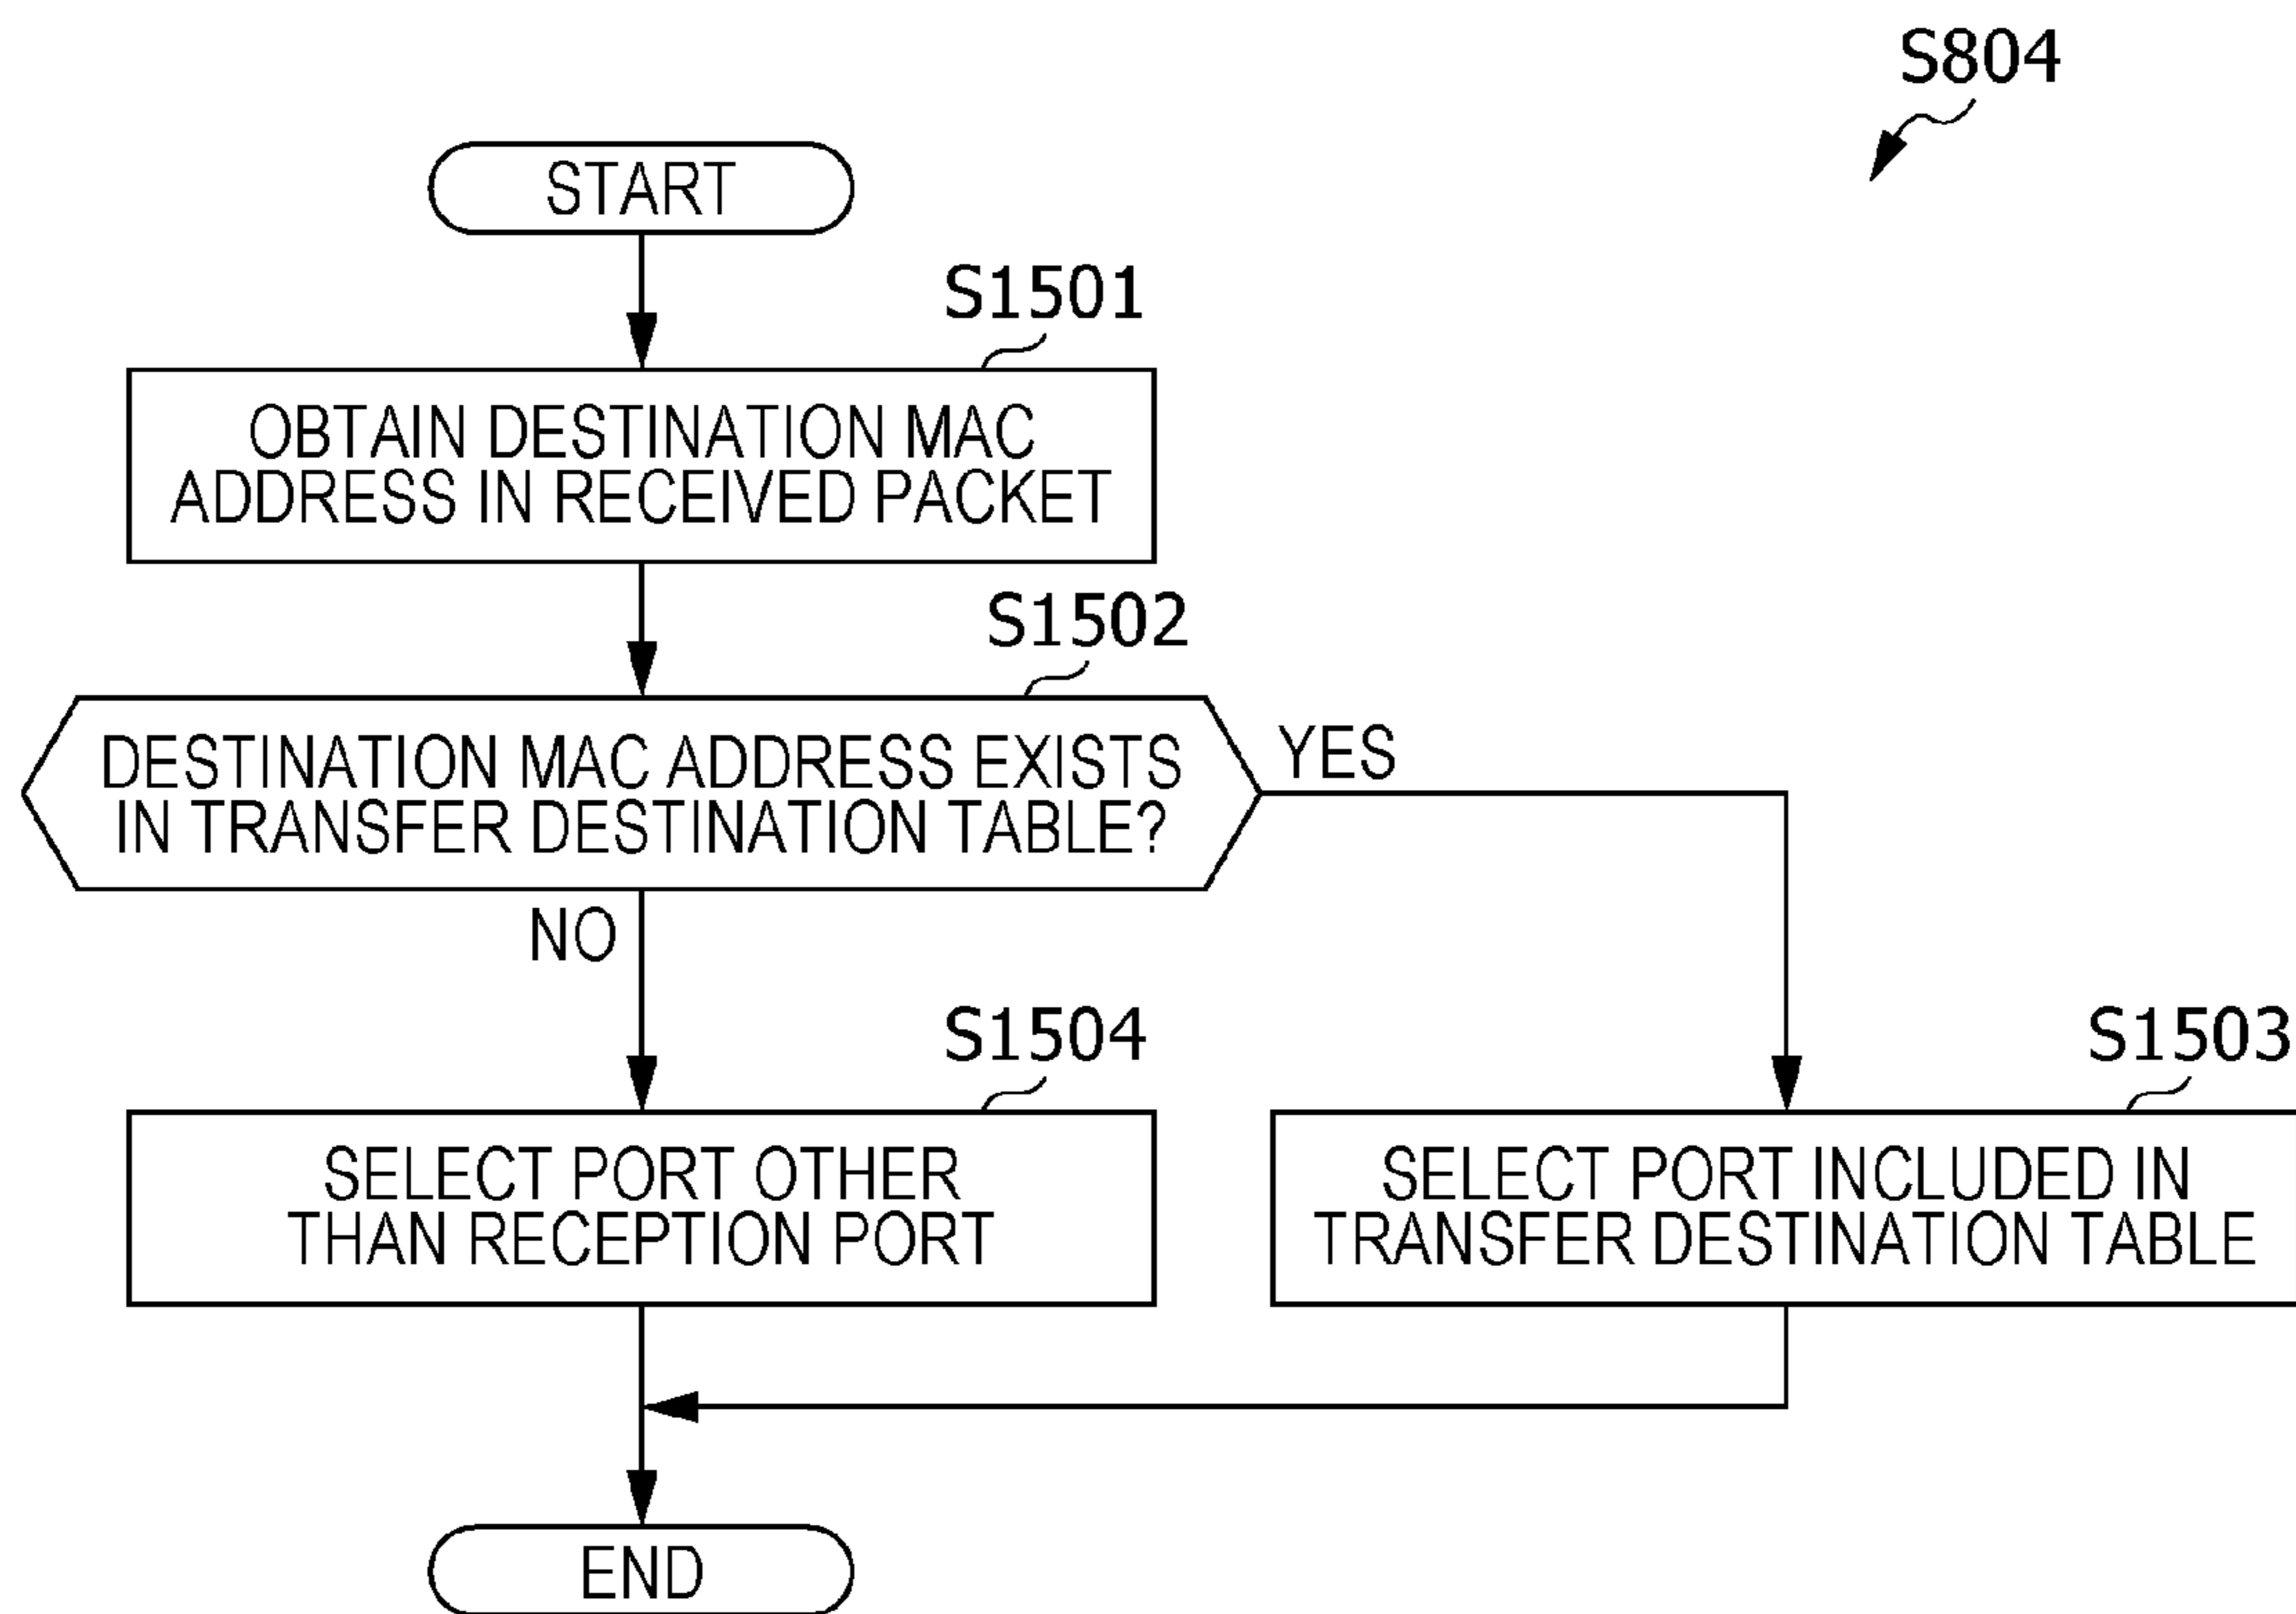 S804
START
S1501
OBTAIN DESTINATION MAC
ADDRESS IN RECEIVED PACKET
S1502
DESTINATION MAC ADDRESS EXISTS
IN TRANSFER DESTINATION TABLE?
YES
NO
S1504
SELECT PORT OTHER
THAN RECEPTION PORT
S1503
SELECT PORT INCLUDED IN
TRANSFER DESTINATION TABLE
END